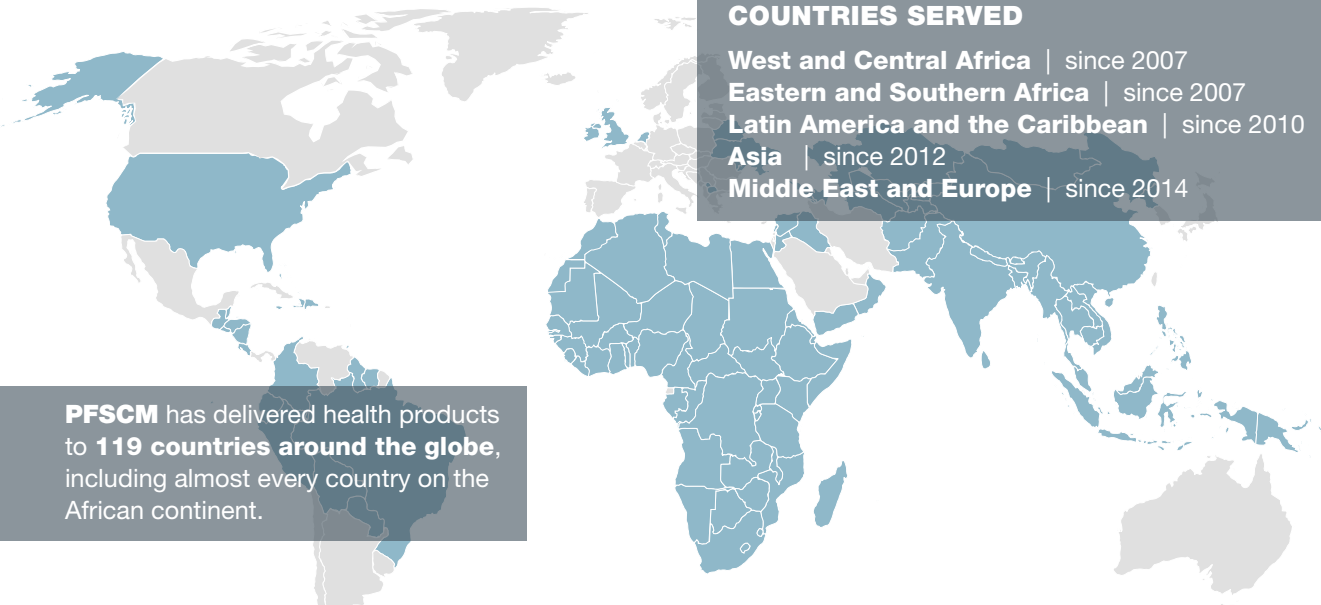 COUNTRIES SERVED
West and Central Africa | since 2007
Eastern and Southern Africa | since 2007
Latin America and the Caribbean | since 2010
Asia | since 2012
Middle East and Europe | since 2014
PFSCM has delivered health products
to 119 countries around the globe,
including almost every country on the
African continent.